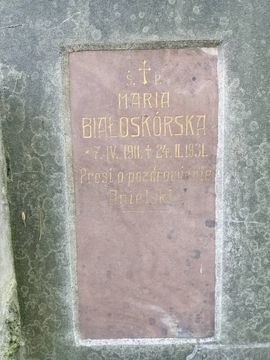 Ś. † P.
MARIA
BIAŁOSKÓRSKA
* 7. IV. 1911. † 24. II. 1931.
Prosi o pozdrowienie
Anielskie